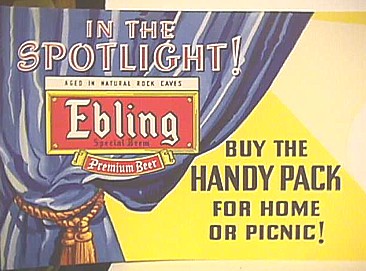 IN THE
SPOTLIGHT!
AGED IN NATURAL ROCK CAVES
Ebling
Special Brew
Premium Beer
BUY THE
HANDY PACK
FOR HOME
OR PICNIC!